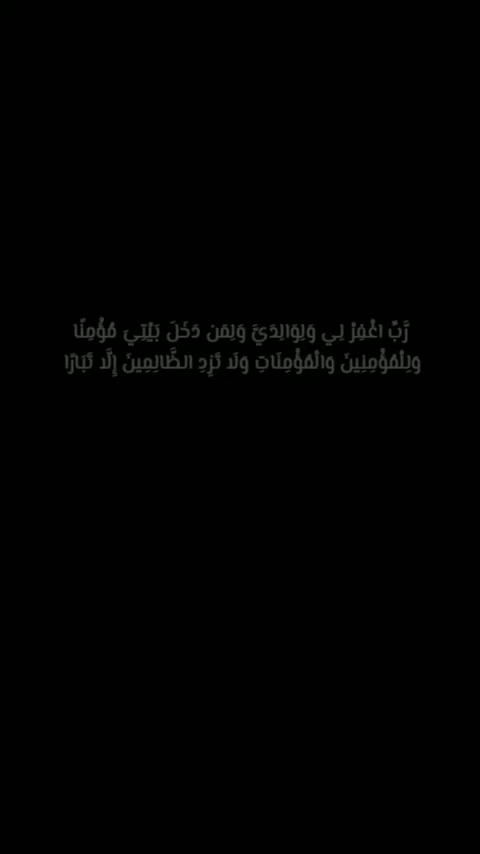 رَّبِّ اغْفِرْ لِي وَلِوَالِدَيَّ وَلِمَن دَخَلَ بَيْتِيَ مُؤْمِنًا
وَلِلْمُؤْمِنِينَ وَالْمُؤْمِنَاتِ وَلَا تَزِدِ الظَّالِمِينَ إِلَّا تَبَارًا